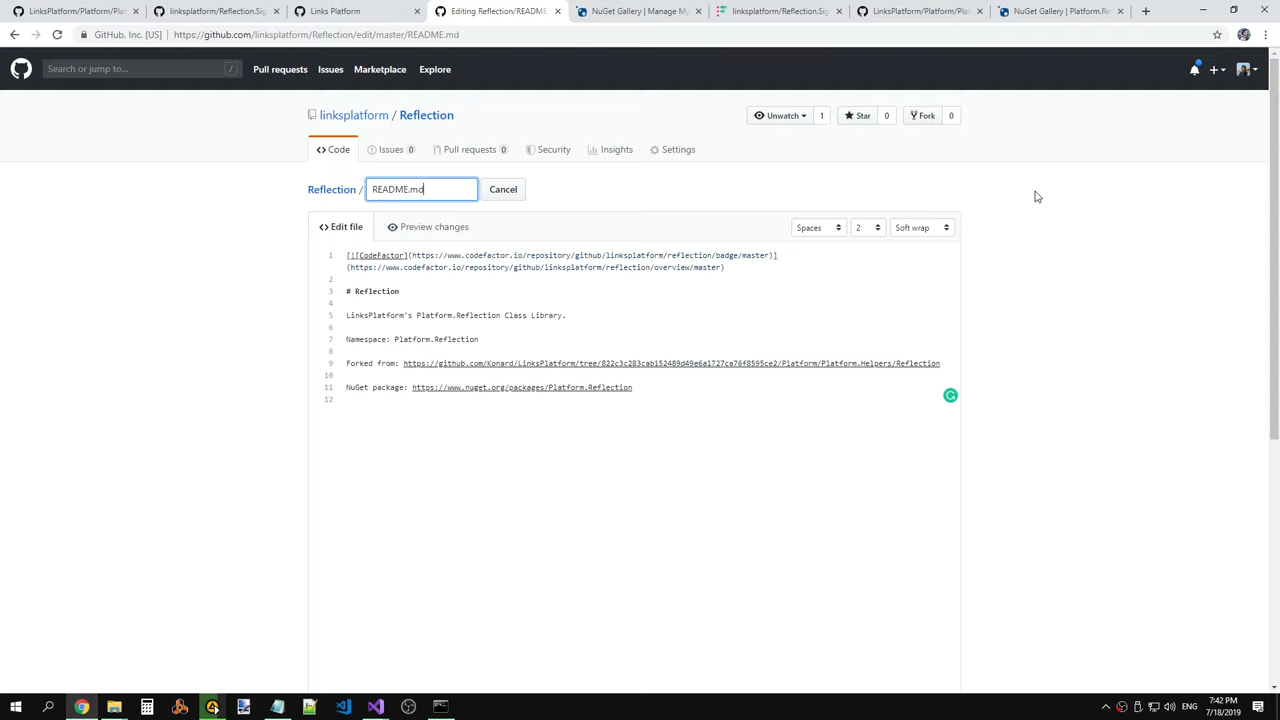 LinksPlatform/Platform/Plat
linksplatform/Reflection.Sig
Links Platform
Editing Reflection/README
NuGet Gallery | Manage My
linksplatform/Reflection.Sig
LinksPlatform/Platform/Plat
NuGet Gallery | Platform.Re
GitHub, Inc. [US] https://github.com/linksplatform/Reflection/edit/master/README.md
Search or jump to... / Pull requests Issues Marketplace Explore
linksplatform / Reflection Unwatch 1 Star 0 Fork 0
<> Code Issues 0 Pull requests 0 Security Insights Settings
Reflection / README.md Cancel
<> Edit file Preview changes Spaces 2 Soft wrap
1 [![CodeFactor](https://www.codefactor.io/repository/github/linksplatform/reflection/badge/master)]
(https://www.codefactor.io/repository/github/linksplatform/reflection/overview/master)
2
3 # Reflection
4
5 LinksPlatform's Platform.Reflection Class Library.
6
7 Namespace: Platform.Reflection
8
9 Forked from: https://github.com/Konard/LinksPlatform/tree/822c3c283cab152489d49e6a1727ca76f8595ce2/Platform/Platform.Helpers/Reflection
10
11 NuGet package: https://www.nuget.org/packages/Platform.Reflection
12
7:42 PM
ENG
7/18/2019